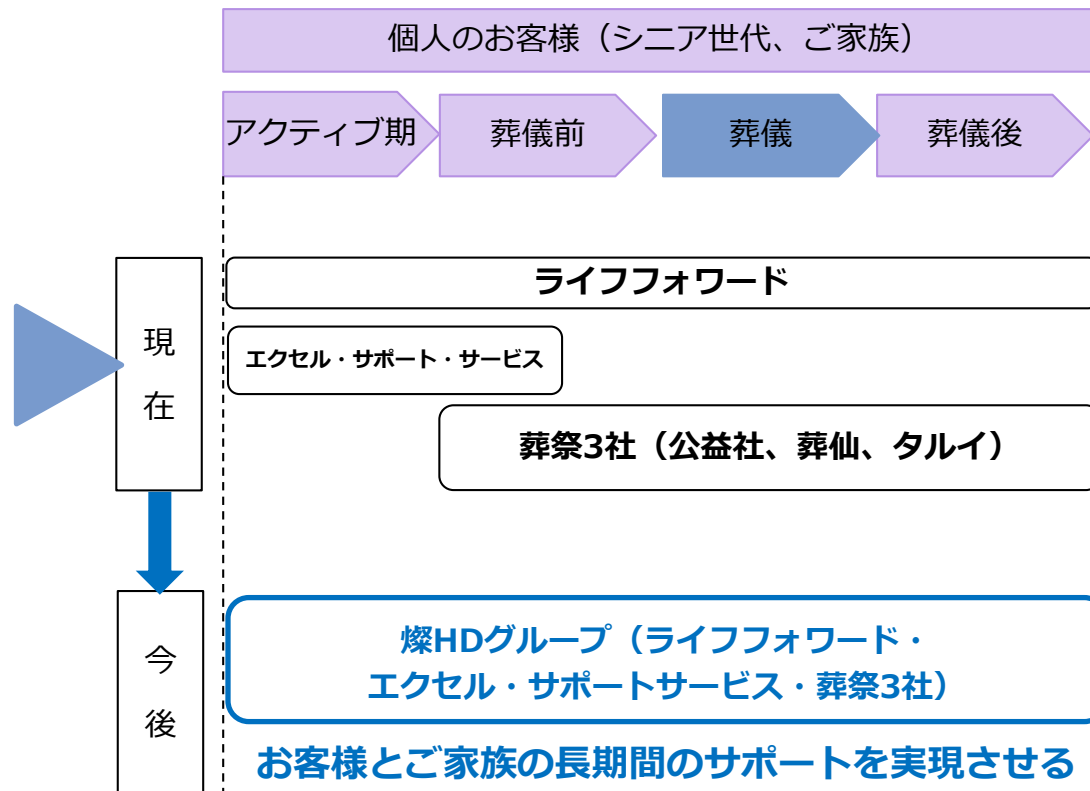 個人のお客様（シニア世代、ご家族）
アクティブ期
葬儀前
葬儀
葬儀後
現在
ライフフォワード
エクセル・サポート・サービス
葬祭3社（公益社、葬仙、タルイ）
今後
燦HDグループ（ライフフォワード・
エクセル・サポートサービス・葬祭3社）
お客様とご家族の長期間のサポートを実現させる